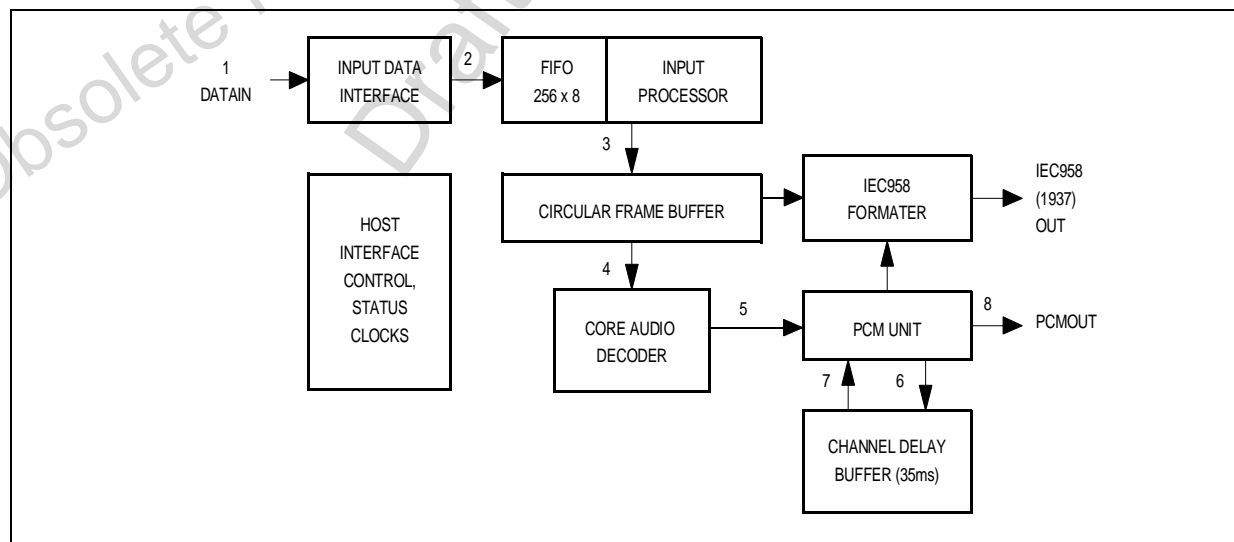 Obsolete
Draft
1
DATAIN
INPUT DATA
INTERFACE
2
FIFO
256 x 8
INPUT
PROCESSOR
3
HOST
INTERFACE
CONTROL,
STATUS
CLOCKS
CIRCULAR FRAME BUFFER
IEC958
FORMATER
IEC958
(1937)
OUT
4
CORE AUDIO
DECODER
5
PCM UNIT
8
PCMOUT
7
6
CHANNEL DELAY
BUFFER (35ms)